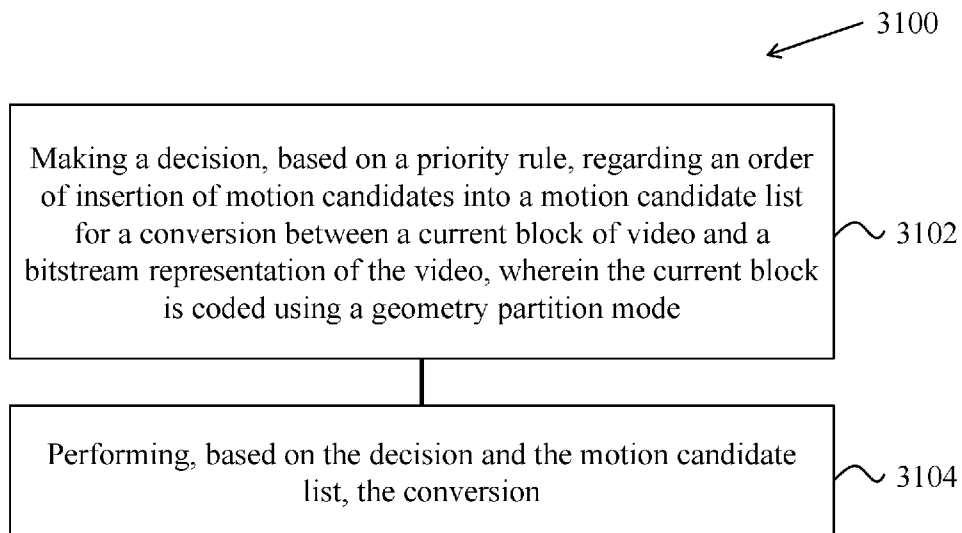 3100
Making a decision, based on a priority rule, regarding an order
of insertion of motion candidates into a motion candidate list
for a conversion between a current block of video and a
bitstream representation of the video, wherein the current block
is coded using a geometry partition mode
3102
Performing, based on the decision and the motion candidate
list, the conversion
3104